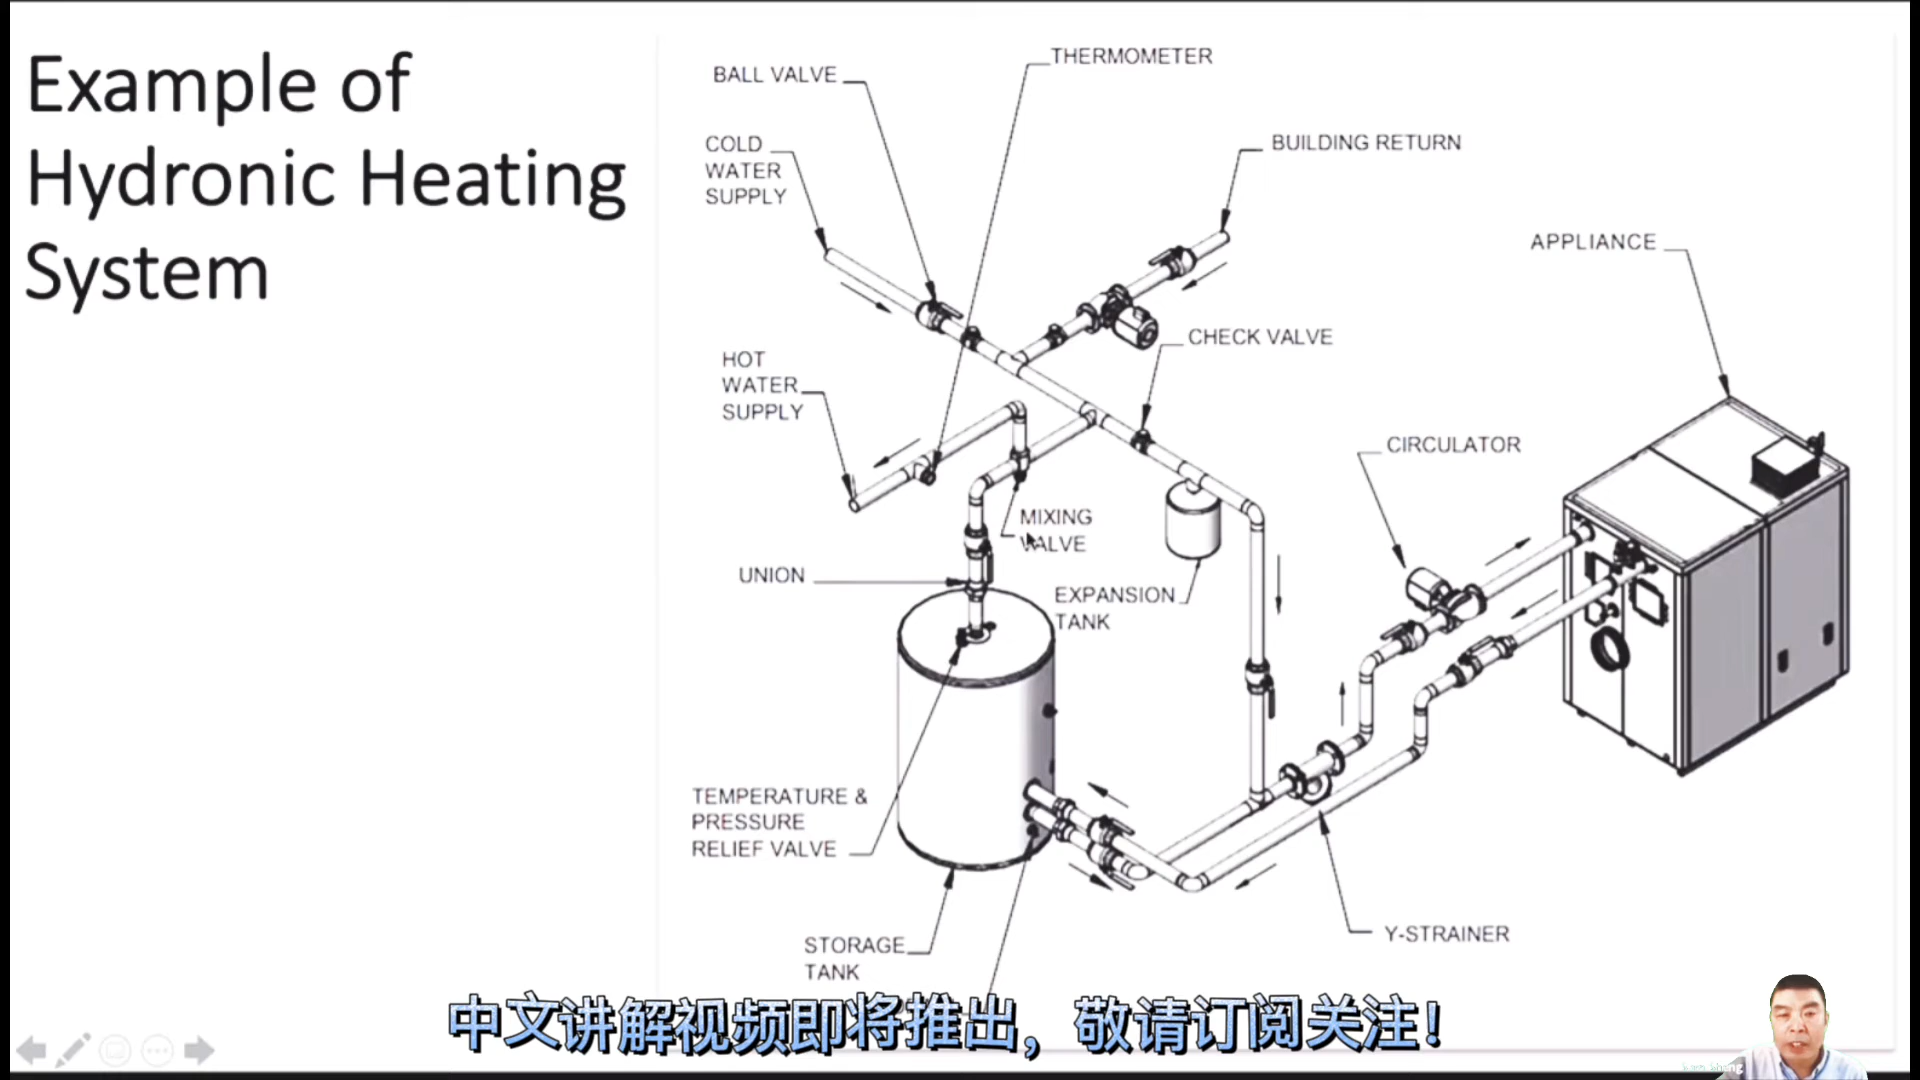 Example of
Hydronic Heating
System
THERMOMETER
BALL VALVE
COLD
WATER
SUPPLY
BUILDING RETURN
APPLIANCE
CHECK VALVE
HOT
WATER
SUPPLY
CIRCULATOR
MIXING
VALVE
UNION
EXPANSION
TANK
TEMPERATURE &
PRESSURE
RELIEF VALVE
Y-STRAINER
STORAGE
TANK
中文讲解视频即将推出，敬请订阅关注！